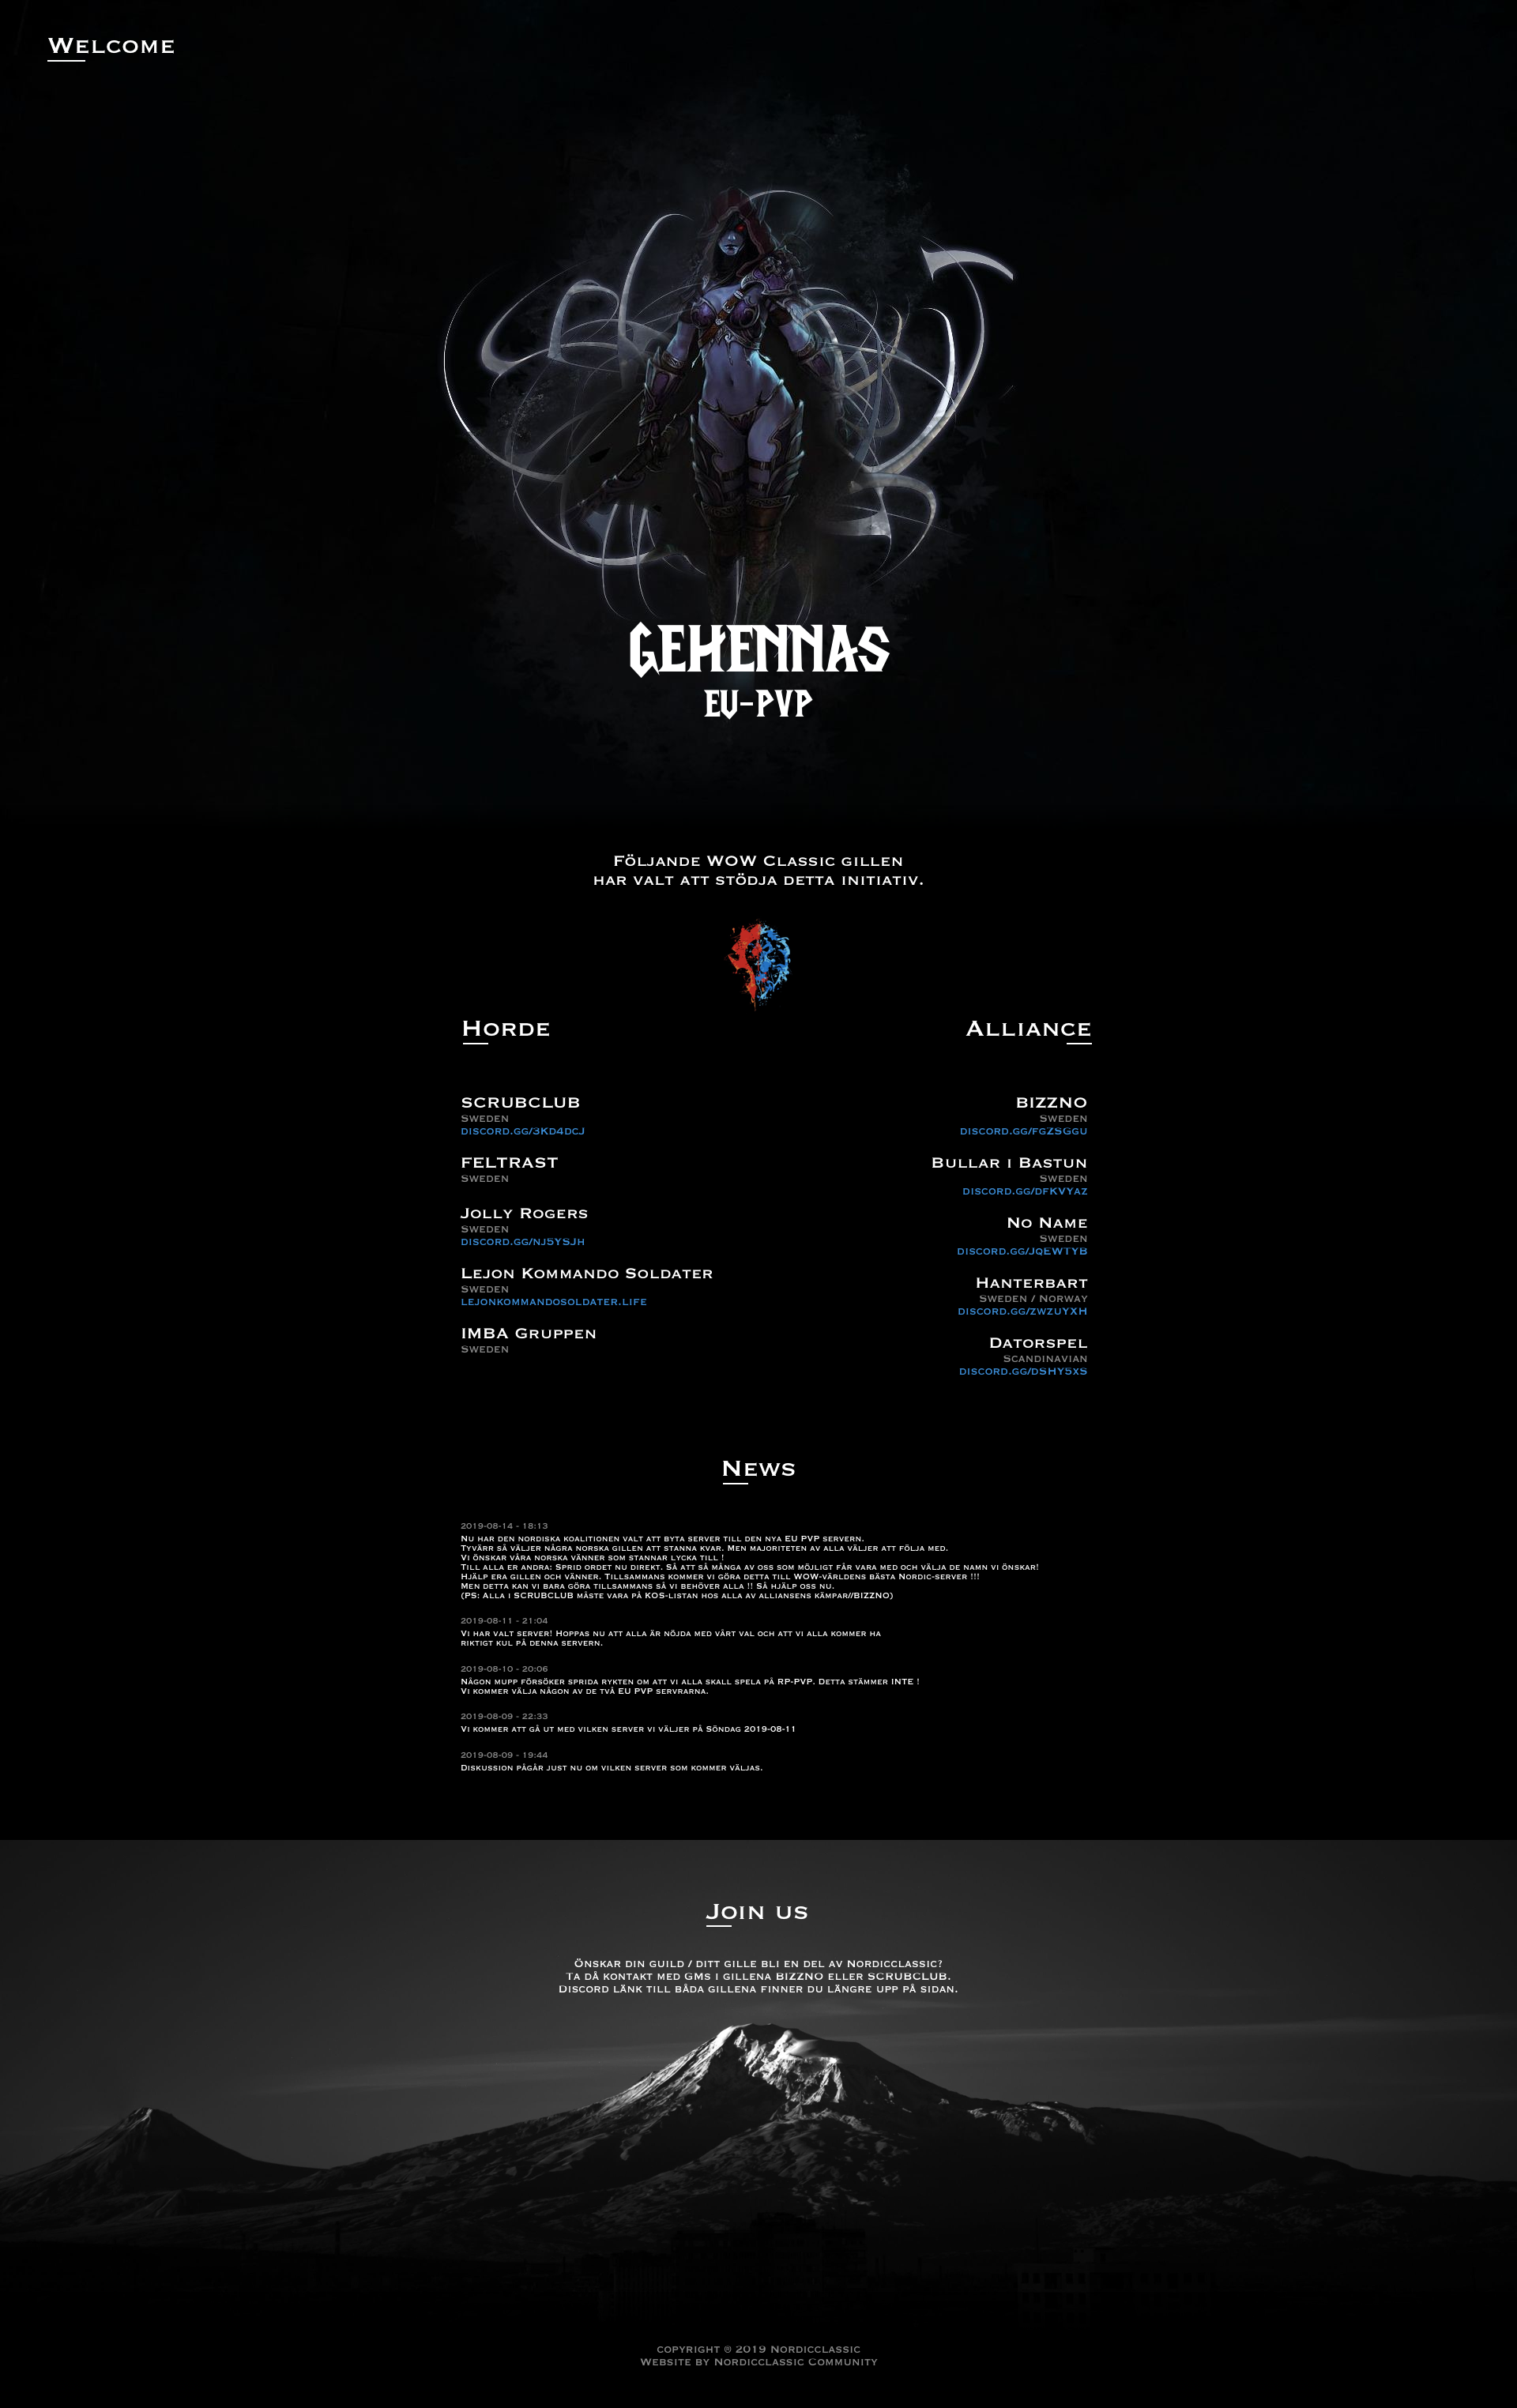 Welcome
GEHENNAS
EU-PVP
Följande WOW Classic gillen
har valt att stödja detta initiativ.
Horde
SCRUBCLUB
Sweden
discord.gg/3Kd4dcJ
FELTRAST
Sweden
Jolly Rogers
Sweden
discord.gg/nj5YSJh
Lejon Kommando Soldater
Sweden
lejonkommandosoldater.life
IMBA Gruppen
Sweden
Alliance
BIZZNO
Sweden
discord.gg/fgZSGgu
Bullar i Bastun
Sweden
discord.gg/dfKVYaz
No Name
Sweden
discord.gg/jqEWTYB
Hanterbart
Sweden / Norway
discord.gg/zwzuYXH
Datorspel
Scandinavian
discord.gg/dSHY5xS
News
2019-08-14 - 18:13
Nu har den nordiska koalitionen valt att byta server till den nya EU PVP servern.
Tyvärr så väljer några norska gillen att stanna kvar. Men majoriteten av alla väljer att följa med.
Vi önskar våra norska vänner som stannar lycka till !
Till alla er andra: Sprid ordet nu direkt. Så att så många av oss som möjligt får vara med och välja de namn vi önskar!
Hjälp era gillen och vänner. Tillsammans kommer vi göra detta till WOW-världens bästa Nordic-server !!!
Men detta kan vi bara göra tillsammans så vi behöver alla !! Så hjälp oss nu.
(PS: Alla i SCRUBCLUB måste vara på KOS-listan hos alla av alliansens kämpar//BIZZNO)
2019-08-11 - 21:04
Vi har valt server! Hoppas nu att alla är nöjda med vårt val och att vi alla kommer ha
riktigt kul på denna servern.
2019-08-10 - 20:06
Någon mupp försöker sprida rykten om att vi alla skall spela på RP-PVP. Detta stämmer INTE !
Vi kommer välja någon av de två EU PVP servrarna.
2019-08-09 - 22:33
Vi kommer att gå ut med vilken server vi väljer på Söndag 2019-08-11
2019-08-09 - 19:44
Diskussion pågår just nu om vilken server som kommer väljas.
Join us
Önskar din guild / ditt gille bli en del av Nordicclassic?
Ta då kontakt med GMs i gillena BIZZNO eller SCRUBCLUB.
Discord länk till båda gillena finner du längre upp på sidan.
copyright © 2019 Nordicclassic
Website by Nordicclassic Community